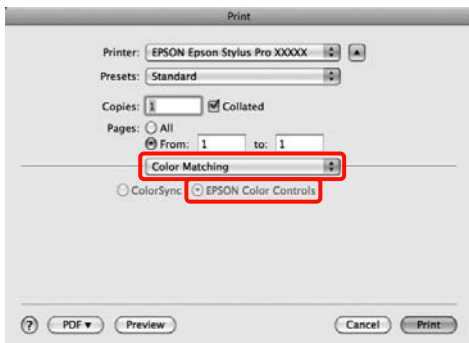 Print
Printer: EPSON Epson Stylus Pro XXXXX
Presets: Standard
Copies: 1 Collated
Pages: All
From: 1 to: 1
Color Matching
ColorSync EPSON Color Controls
? PDF Preview Cancel Print